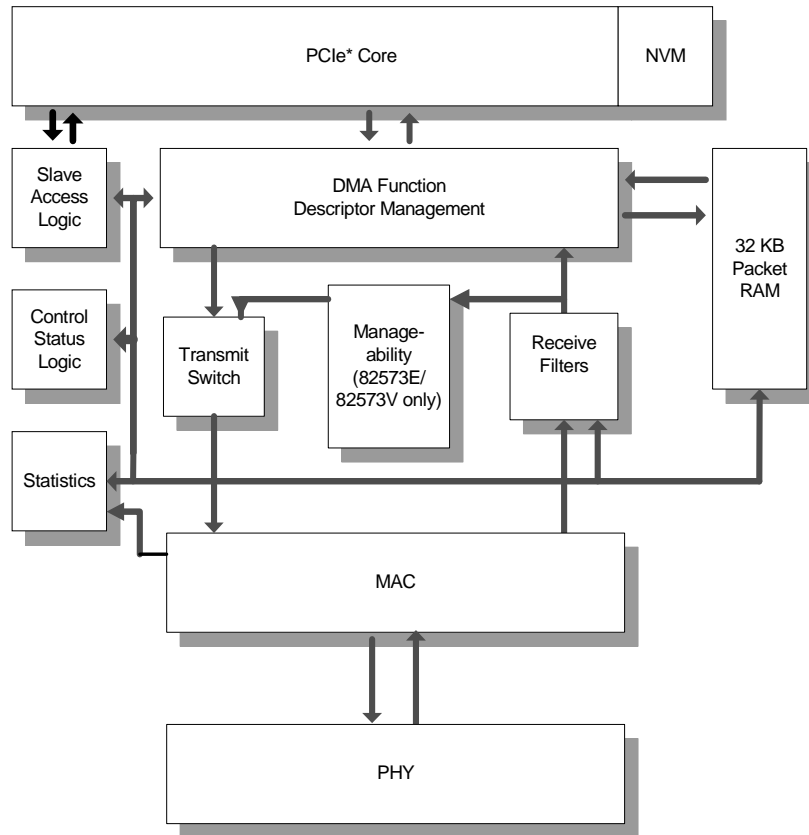 PCIe* Core
NVM
Slave
Access
Logic
DMA Function
Descriptor Management
32 KB
Packet
RAM
Control
Status
Logic
Transmit
Switch
Manage-
ability
(82573E/
82573V only)
Receive
Filters
Statistics
MAC
PHY